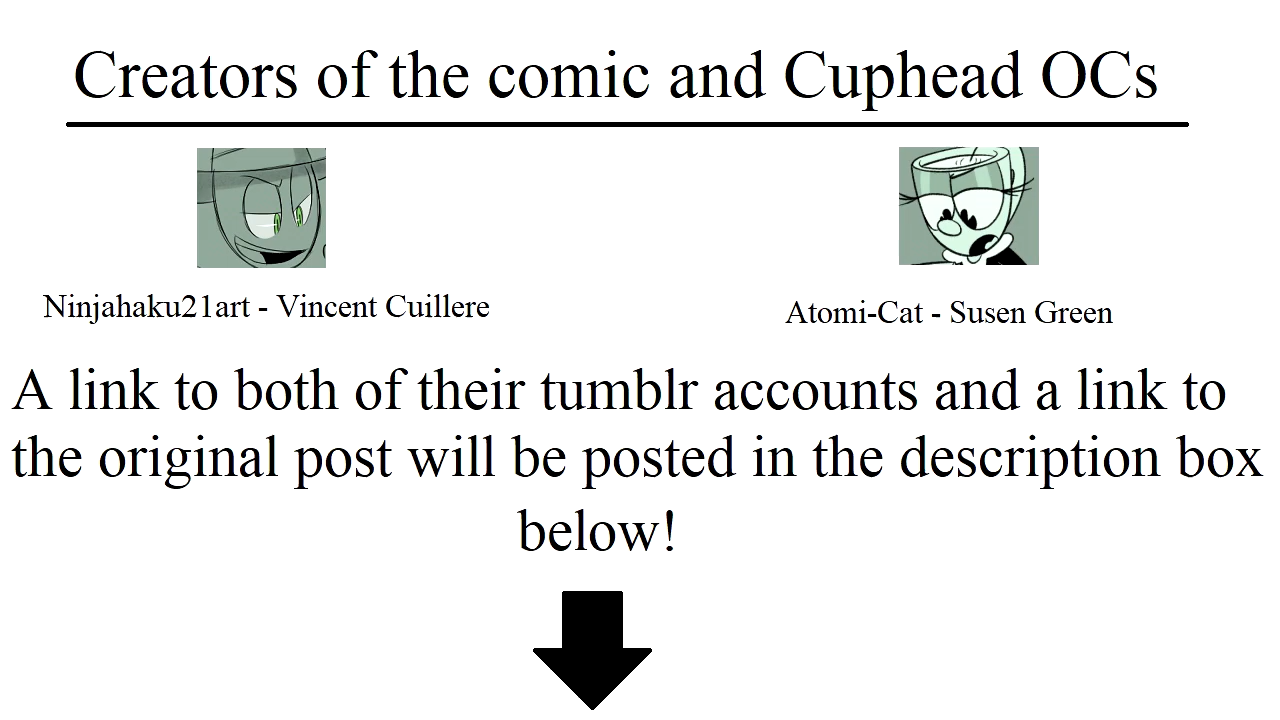 Creators of the comic and Cuphead OCs
Ninjahaku21art - Vincent Cuillere
Atomi-Cat - Susen Green
A link to both of their tumblr accounts and a link to
the original post will be posted in the description box
below!